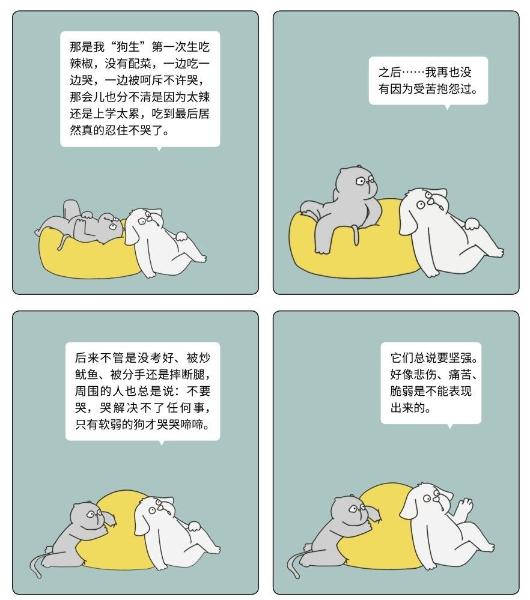 那是我“狗生”第一次生吃
辣椒，没有配菜，一边吃一
边哭，一边被呵斥不许哭，
那会儿也分不清是因为太辣
还是上学太累，吃到最后居
然真的忍住不哭了。
之后……我再也没
有因为受苦抱怨过。
后来不管是没考好、被炒
鱿鱼、被分手还是摔断腿，
周围的人也总是说：不要
哭，哭解决不了任何事，
只有软弱的狗才哭哭啼啼。
它们总说要坚强。
好像悲伤、痛苦、
脆弱是不能表现
出来的。